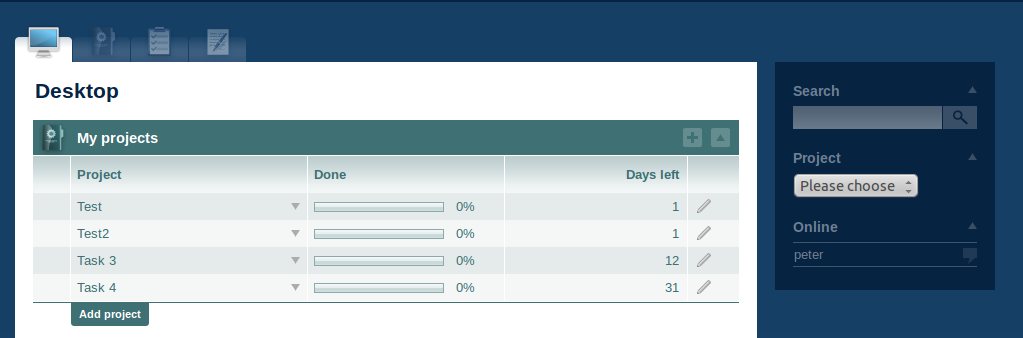 Desktop
My projects
Project Done Days left
Test 0% 1
Test2 0% 1
Task 3 0% 12
Task 4 0% 31
Add project
Search
Project
Please choose
Online
peter